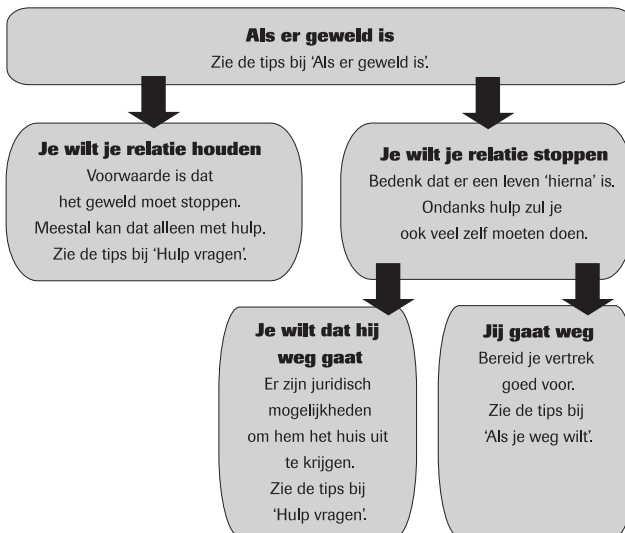 Als er geweld is
Zie de tips bij ‘Als er geweld is’.
Je wilt je relatie houden
Voorwaarde is dat
het geweld moet stoppen.
Meestal kan dat alleen met hulp.
Zie de tips bij ‘Hulp vragen’.
Je wilt je relatie stoppen
Bedenk dat er een leven ‘hierna’ is.
Ondanks hulp zul je
ook veel zelf moeten doen.
Je wilt dat hij
weg gaat
Er zijn juridisch
mogelijkheden
om hem het huis uit
te krijgen.
Zie de tips bij
‘Hulp vragen’.
Jij gaat weg
Bereid je vertrek
goed voor.
Zie de tips bij
‘Als je weg wilt’.